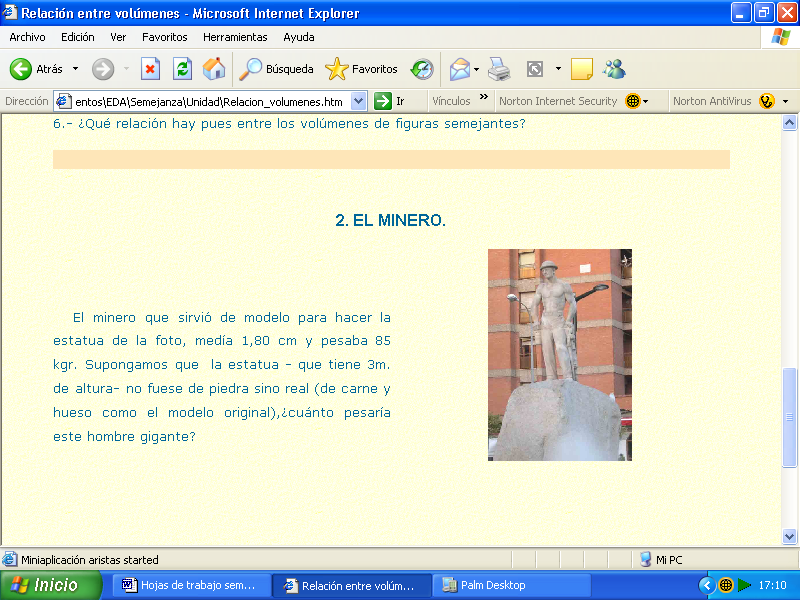 Relación entre volúmenes - Microsoft Internet Explorer
Archivo Edición Ver Favoritos Herramientas Ayuda
Atrás Búsqueda Favoritos
Dirección entos\EDA\Semejanza\Unidad\Relacion_volumenes.htm Ir Vínculos » Norton Internet Security Norton AntiVirus
6.- ¿Qué relación hay pues entre los volúmenes de figuras semejantes?
2. EL MINERO.
El minero que sirvió de modelo para hacer la
estatua de la foto, medía 1,80 cm y pesaba 85
kgr. Supongamos que la estatua – que tiene 3m.
de altura– no fuese de piedra sino real (de carne y
hueso como el modelo original),¿cuánto pesaría
este hombre gigante?
Miniaplicación aristas started Mi PC
Inicio Hojas de trabajo sem... Relación entre volúm... Palm Desktop 17:10